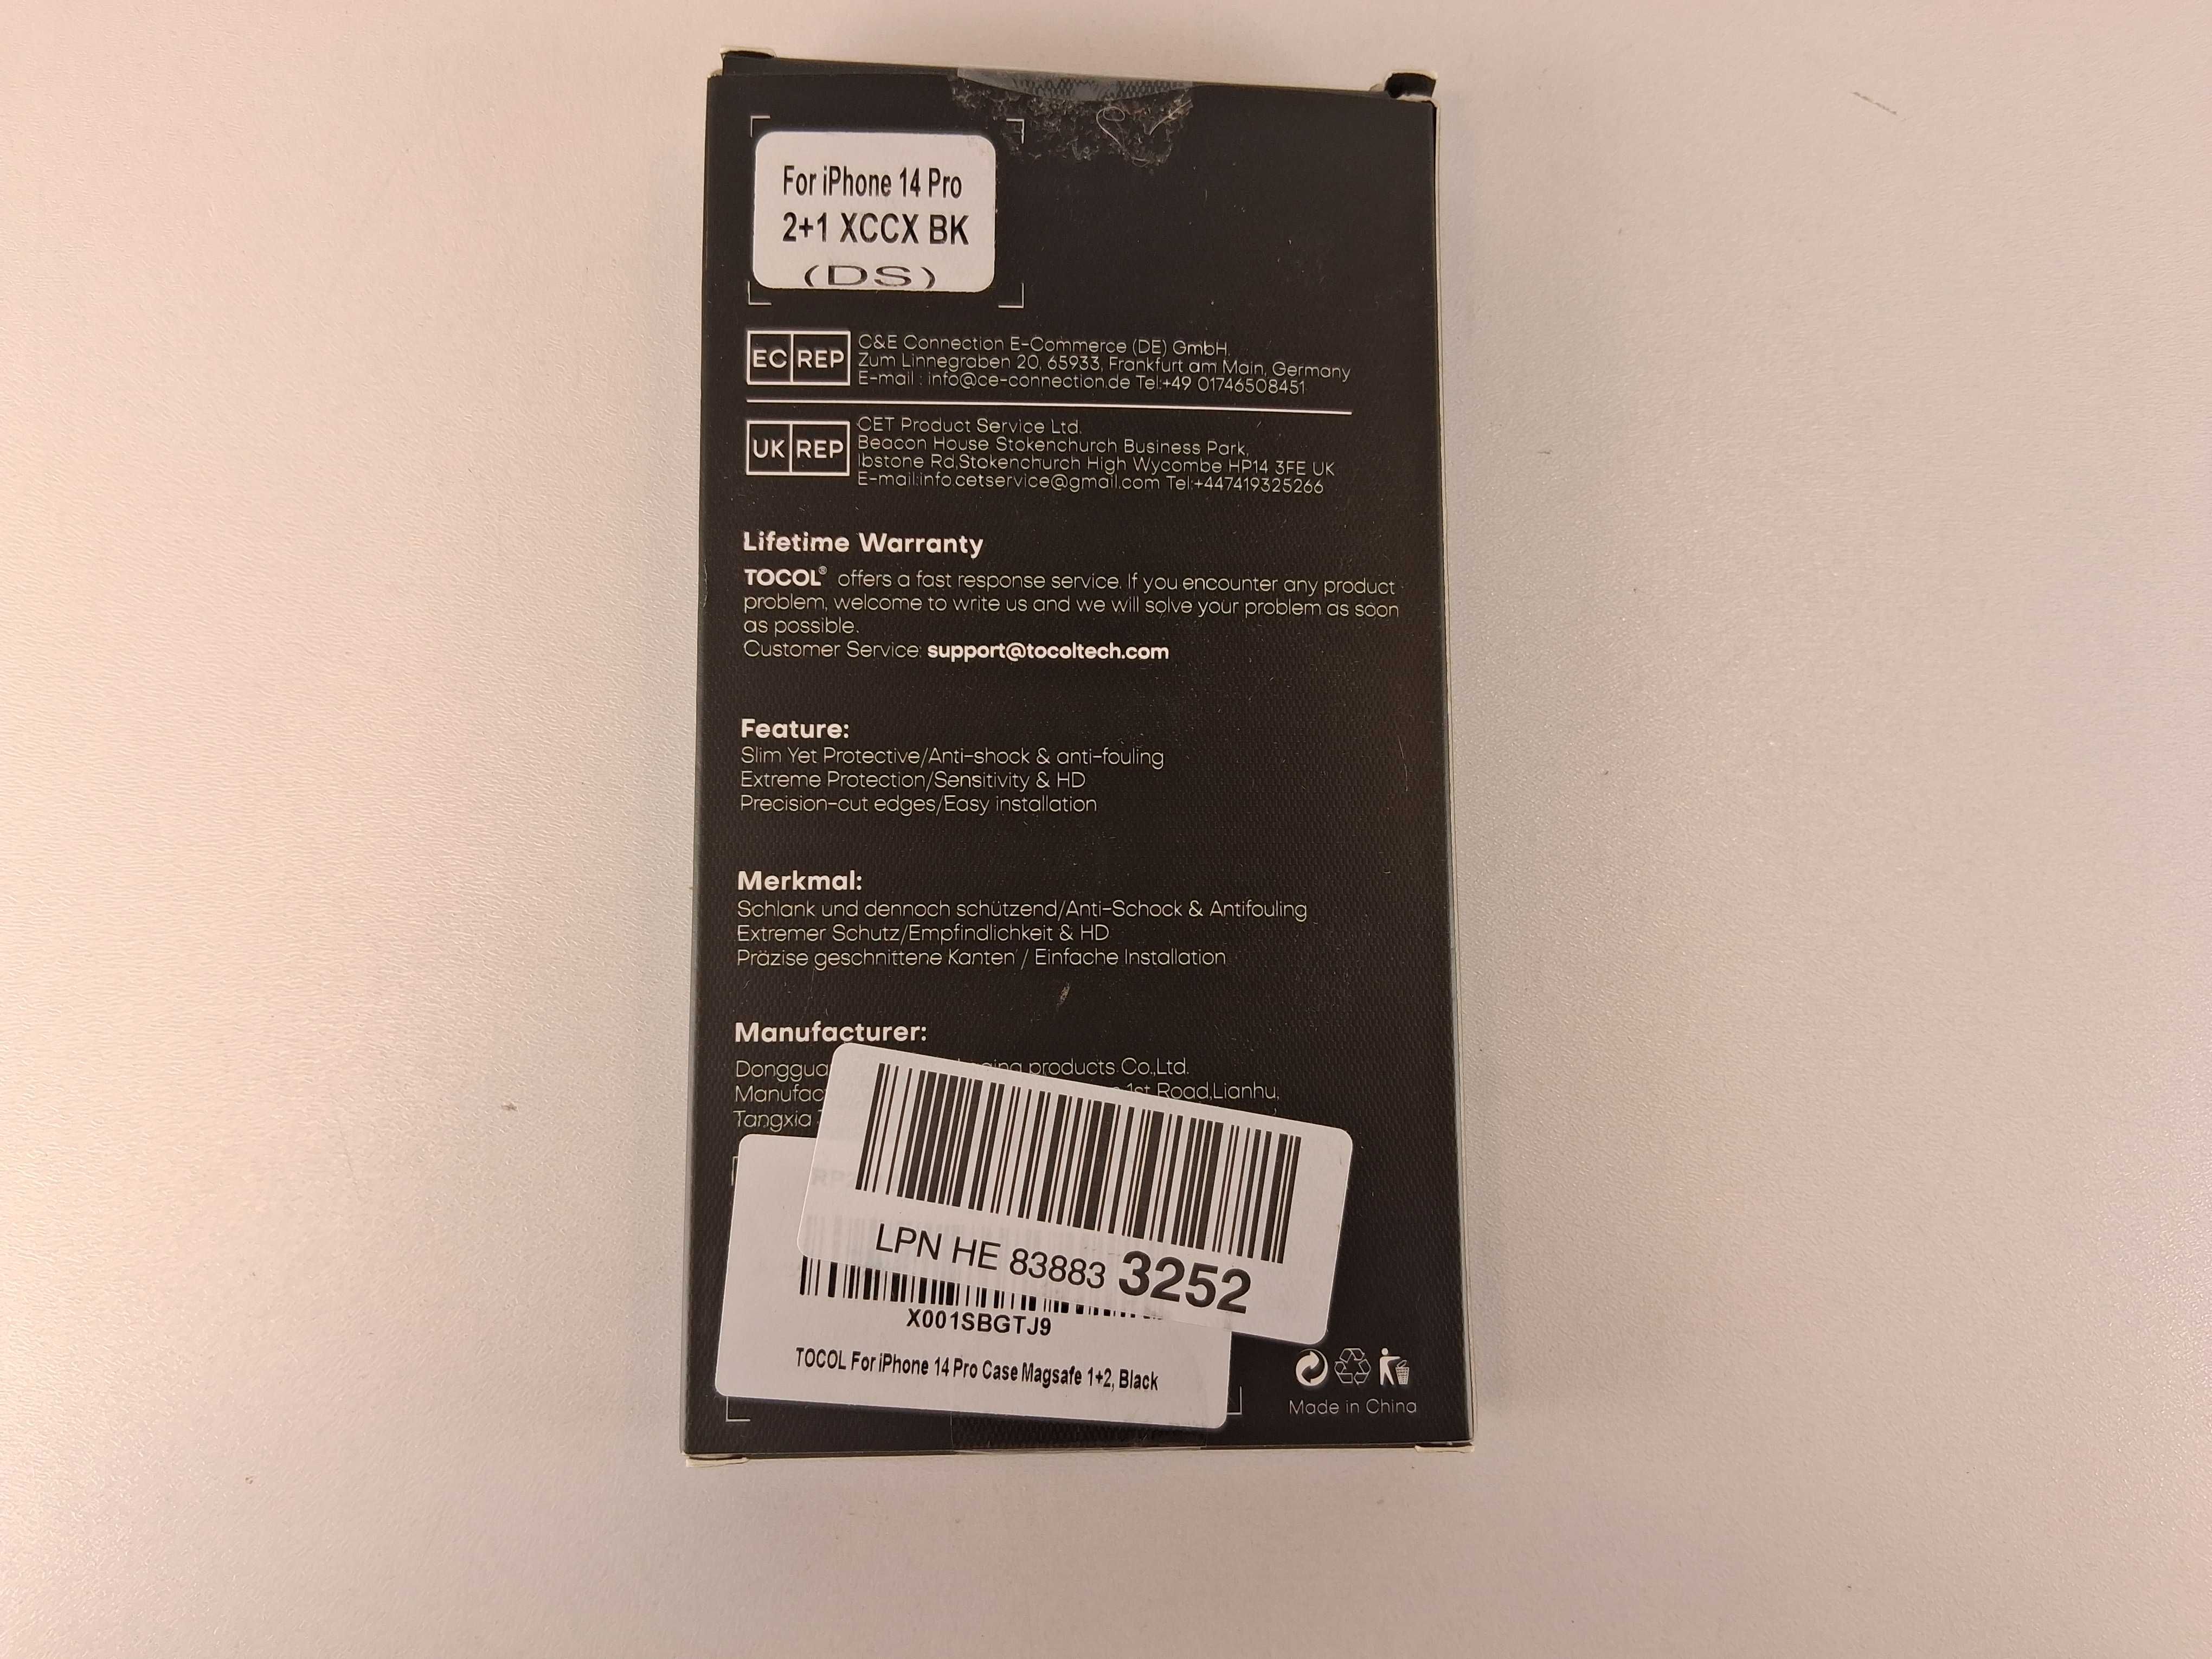 For iPhone 14 Pro
2+1 XCCX BK
(DS)
EC REP
C&E Connection E-Commerce (DE) GmbH,
Zum Linnegraben 20, 65933, Frankfurt am Main, Germany
E-mail : info@ce-connection.de Tel:+49 01746508451
UK REP
CET Product Service Ltd.
Beacon House Stokenchurch Business Park,
Ibstone Rd,Stokenchurch High Wycombe HP14 3FE UK
E-mail:info.cetservice@gmail.com Tel:+447419325266
Lifetime Warranty
TOCOL® offers a fast response service. If you encounter any product
problem, welcome to write us and we will solve your problem as soon
as possible.
Customer Service: support@tocoltech.com
Feature:
Slim Yet Protective/Anti-shock & anti-fouling
Extreme Protection/Sensitivity & HD
Precision-cut edges/Easy installation
Merkmal:
Schlank und dennoch schützend/Anti-Schock & Antifouling
Extremer Schutz/Empfindlichkeit & HD
Präzise geschnittene Kanten / Einfache Installation
Manufacturer:
products Co.,Ltd.
1st Road,Lianhu,
Tangxia
LPN HE 83883 3252
X001SBGTJ9
TOCOL For iPhone 14 Pro Case Magsafe 1+2, Black
Made in China